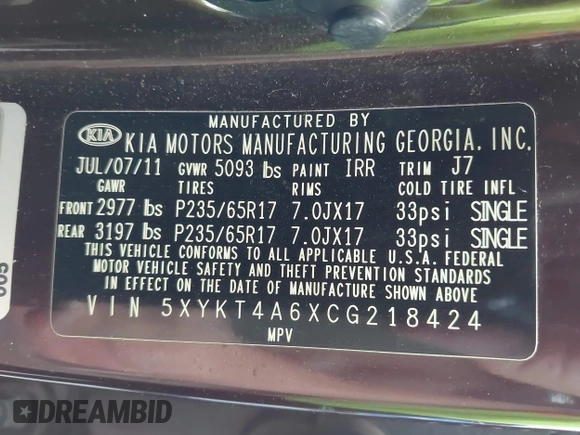 MANUFACTURED BY
KIA KIA MOTORS MANUFACTURING GEORGIA, INC.
JUL/07/11 GVWR 5093 lbs PAINT IRR TRIM J7
GAWR TIRES RIMS COLD TIRE INFL
FRONT 2977 lbs P235/65R17 7.0JX17 33psi SINGLE
REAR 3197 lbs P235/65R17 7.0JX17 33psi SINGLE
THIS VEHICLE CONFORMS TO ALL APPLICABLE U.S.A. FEDERAL
MOTOR VEHICLE SAFETY AND THEFT PREVENTION STANDARDS
IN EFFECT ON THE DATE OF MANUFACTURE SHOWN ABOVE
VIN 5XYKT4A6XCG218424
MPV
DREAMBID